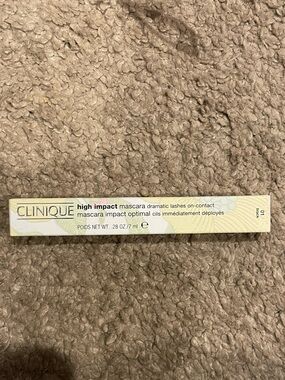 CLINIQUE
high impact mascara dramatic lashes on-contact
mascara impact optimal cils immédiatement déployés
POIDS NET WT. .28 OZ./7 ml ℮
01